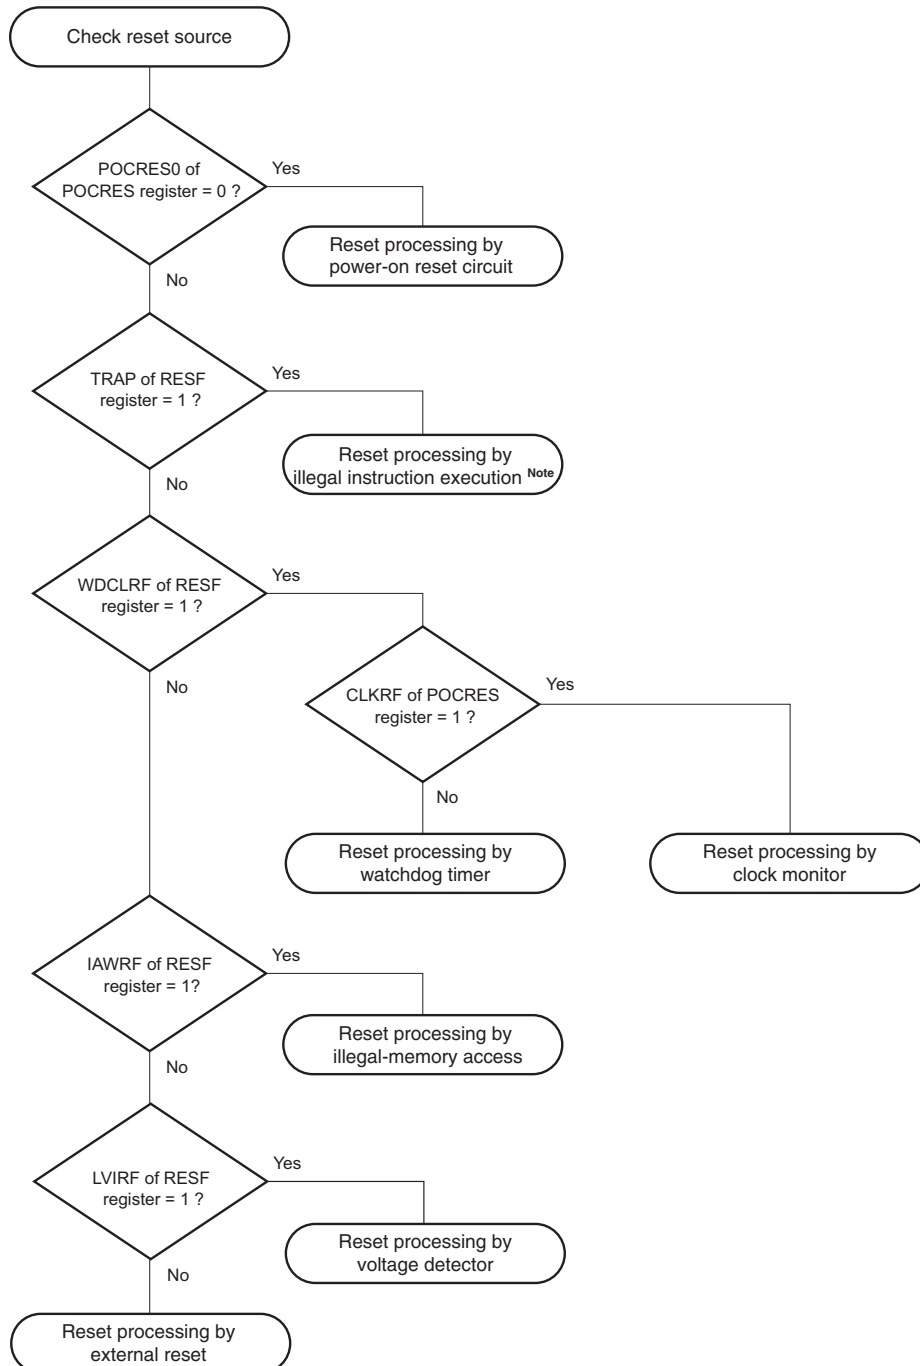 Check reset source
POCRES0 of
POCRES register = 0 ?
Yes
Reset processing by
power-on reset circuit
No
TRAP of RESF
register = 1 ?
Yes
Reset processing by
illegal instruction execution Note
No
WDCLRF of RESF
register = 1 ?
Yes
No
CLKRF of POCRES
register = 1 ?
Yes
No
Reset processing by
watchdog timer
Reset processing by
clock monitor
IAWRF of RESF
register = 1?
Yes
Reset processing by
illegal-memory access
No
LVIRF of RESF
register = 1 ?
Yes
Reset processing by
voltage detector
No
Reset processing by
external reset